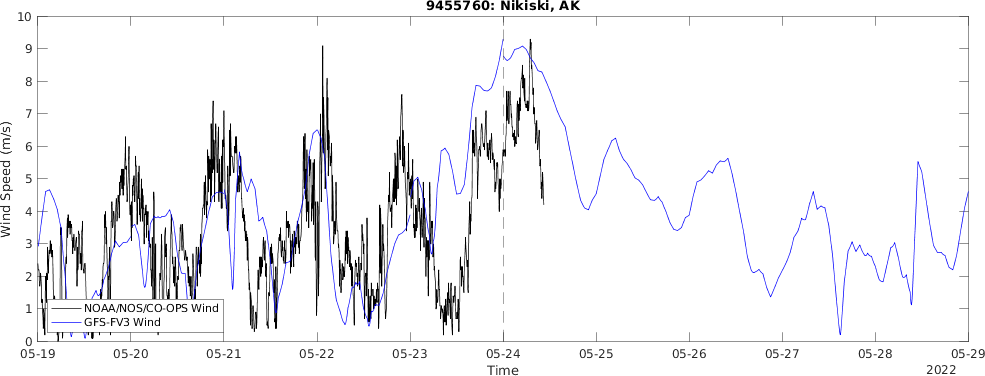 9455760: Nikiski, AK
10
9
8
7
6
5
4
3
2
1
0
Wind Speed (m/s)
NOAA/NOS/CO-OPS Wind
GFS-FV3 Wind
05-19 05-20 05-21 05-22 05-23 05-24 05-25 05-26 05-27 05-28 05-29
Time
2022